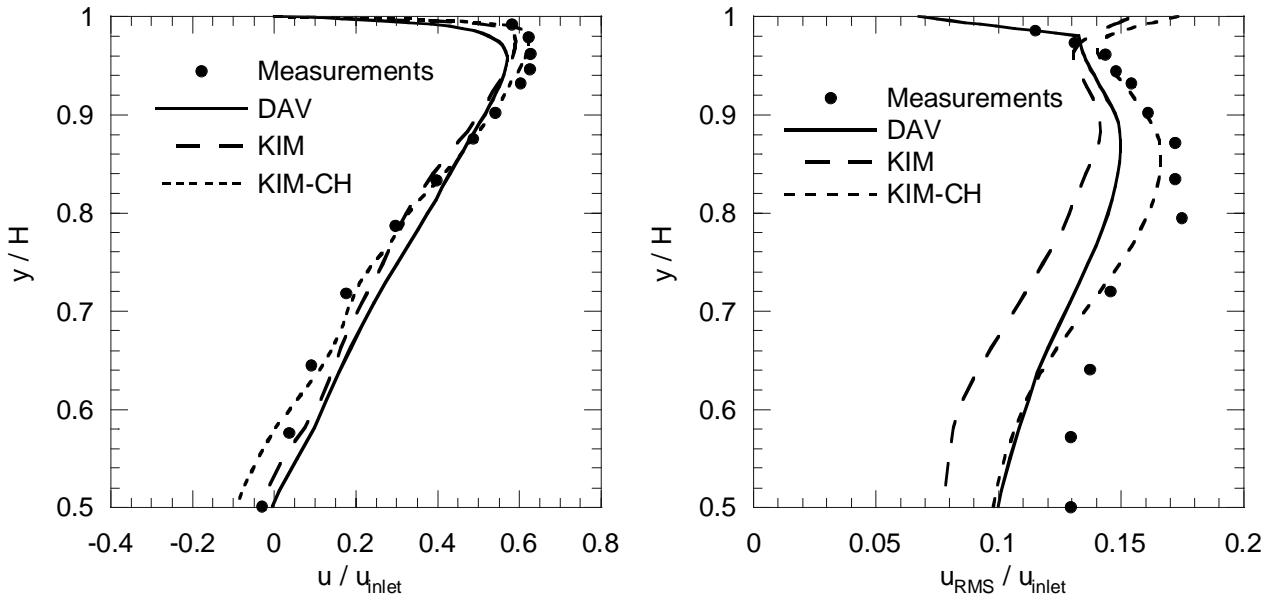 1
0.9
0.8
0.7
0.6
0.5
y / H
-0.4 -0.2 0 0.2 0.4 0.6 0.8
u / u_inlet
Measurements
DAV
KIM
KIM-CH
1
0.9
0.8
0.7
0.6
0.5
y / H
0 0.05 0.1 0.15 0.2
u_RMS / u_inlet
Measurements
DAV
KIM
KIM-CH